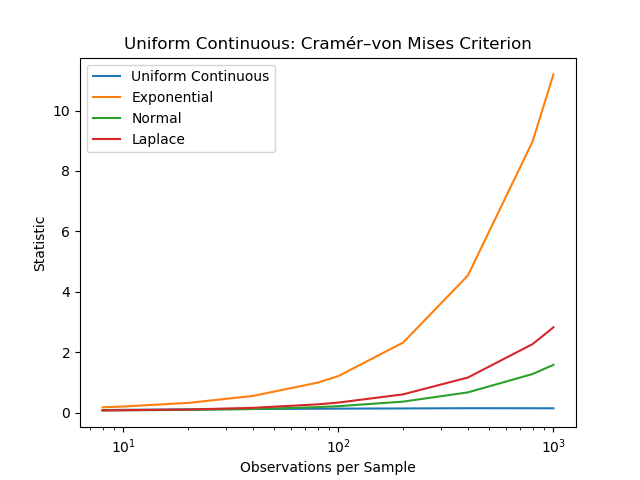 Uniform Continuous: Cramér–von Mises Criterion
Uniform Continuous
Exponential
Normal
Laplace
Statistic
10
8
6
4
2
0
10¹ 10² 10³
Observations per Sample